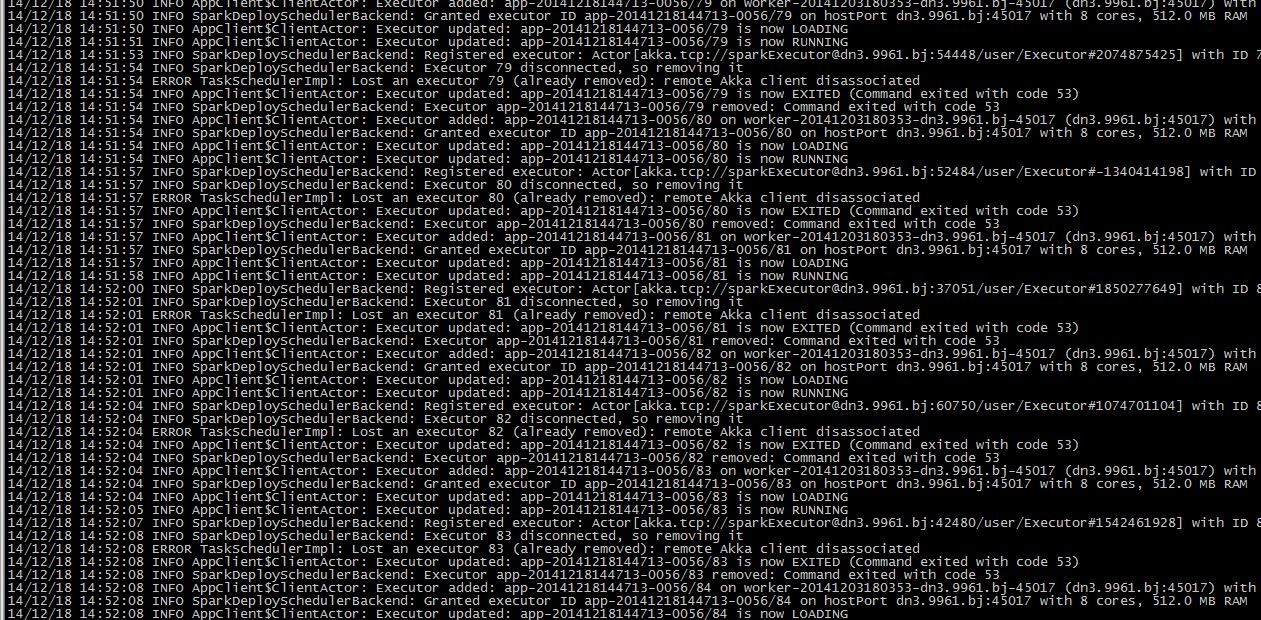 14/12/18 14:51:50 INFO AppClient$ClientActor: Executor added: app-20141218144713-0056/79 on worker-20141203180353-dn3.9961.bj-45017 (dn3.9961.bj:45017) with
14/12/18 14:51:50 INFO SparkDeploySchedulerBackend: Granted executor ID app-20141218144713-0056/79 on hostPort dn3.9961.bj:45017 with 8 cores, 512.0 MB RAM
14/12/18 14:51:50 INFO AppClient$ClientActor: Executor updated: app-20141218144713-0056/79 is now LOADING
14/12/18 14:51:51 INFO AppClient$ClientActor: Executor updated: app-20141218144713-0056/79 is now RUNNING
14/12/18 14:51:53 INFO SparkDeploySchedulerBackend: Registered executor: Actor[akka.tcp://sparkExecutor@dn3.9961.bj:54448/user/Executor#2074875425] with ID 7
14/12/18 14:51:54 INFO SparkDeploySchedulerBackend: Executor 79 disconnected, so removing it
14/12/18 14:51:54 ERROR TaskSchedulerImpl: Lost an executor 79 (already removed): remote Akka client disassociated
14/12/18 14:51:54 INFO AppClient$ClientActor: Executor updated: app-20141218144713-0056/79 is now EXITED (Command exited with code 53)
14/12/18 14:51:54 INFO SparkDeploySchedulerBackend: Executor app-20141218144713-0056/79 removed: Command exited with code 53
14/12/18 14:51:54 INFO AppClient$ClientActor: Executor added: app-20141218144713-0056/80 on worker-20141203180353-dn3.9961.bj-45017 (dn3.9961.bj:45017) with
14/12/18 14:51:54 INFO SparkDeploySchedulerBackend: Granted executor ID app-20141218144713-0056/80 on hostPort dn3.9961.bj:45017 with 8 cores, 512.0 MB RAM
14/12/18 14:51:54 INFO AppClient$ClientActor: Executor updated: app-20141218144713-0056/80 is now LOADING
14/12/18 14:51:54 INFO AppClient$ClientActor: Executor updated: app-20141218144713-0056/80 is now RUNNING
14/12/18 14:51:57 INFO SparkDeploySchedulerBackend: Registered executor: Actor[akka.tcp://sparkExecutor@dn3.9961.bj:52484/user/Executor#-1340414198] with ID
14/12/18 14:51:57 INFO SparkDeploySchedulerBackend: Executor 80 disconnected, so removing it
14/12/18 14:51:57 ERROR TaskSchedulerImpl: Lost an executor 80 (already removed): remote Akka client disassociated
14/12/18 14:51:57 INFO AppClient$ClientActor: Executor updated: app-20141218144713-0056/80 is now EXITED (Command exited with code 53)
14/12/18 14:51:57 INFO SparkDeploySchedulerBackend: Executor app-20141218144713-0056/80 removed: Command exited with code 53
14/12/18 14:51:57 INFO AppClient$ClientActor: Executor added: app-20141218144713-0056/81 on worker-20141203180353-dn3.9961.bj-45017 (dn3.9961.bj:45017) with
14/12/18 14:51:57 INFO SparkDeploySchedulerBackend: Granted executor ID app-20141218144713-0056/81 on hostPort dn3.9961.bj:45017 with 8 cores, 512.0 MB RAM
14/12/18 14:51:57 INFO AppClient$ClientActor: Executor updated: app-20141218144713-0056/81 is now LOADING
14/12/18 14:51:58 INFO AppClient$ClientActor: Executor updated: app-20141218144713-0056/81 is now RUNNING
14/12/18 14:52:00 INFO SparkDeploySchedulerBackend: Registered executor: Actor[akka.tcp://sparkExecutor@dn3.9961.bj:37051/user/Executor#1850277649] with ID 8
14/12/18 14:52:01 INFO SparkDeploySchedulerBackend: Executor 81 disconnected, so removing it
14/12/18 14:52:01 ERROR TaskSchedulerImpl: Lost an executor 81 (already removed): remote Akka client disassociated
14/12/18 14:52:01 INFO AppClient$ClientActor: Executor updated: app-20141218144713-0056/81 is now EXITED (Command exited with code 53)
14/12/18 14:52:01 INFO SparkDeploySchedulerBackend: Executor app-20141218144713-0056/81 removed: Command exited with code 53
14/12/18 14:52:01 INFO AppClient$ClientActor: Executor added: app-20141218144713-0056/82 on worker-20141203180353-dn3.9961.bj-45017 (dn3.9961.bj:45017) with
14/12/18 14:52:01 INFO SparkDeploySchedulerBackend: Granted executor ID app-20141218144713-0056/82 on hostPort dn3.9961.bj:45017 with 8 cores, 512.0 MB RAM
14/12/18 14:52:01 INFO AppClient$ClientActor: Executor updated: app-20141218144713-0056/82 is now LOADING
14/12/18 14:52:01 INFO AppClient$ClientActor: Executor updated: app-20141218144713-0056/82 is now RUNNING
14/12/18 14:52:04 INFO SparkDeploySchedulerBackend: Registered executor: Actor[akka.tcp://sparkExecutor@dn3.9961.bj:60750/user/Executor#1074701104] with ID 8
14/12/18 14:52:04 INFO SparkDeploySchedulerBackend: Executor 82 disconnected, so removing it
14/12/18 14:52:04 ERROR TaskSchedulerImpl: Lost an executor 82 (already removed): remote Akka client disassociated
14/12/18 14:52:04 INFO AppClient$ClientActor: Executor updated: app-20141218144713-0056/82 is now EXITED (Command exited with code 53)
14/12/18 14:52:04 INFO SparkDeploySchedulerBackend: Executor app-20141218144713-0056/82 removed: Command exited with code 53
14/12/18 14:52:04 INFO AppClient$ClientActor: Executor added: app-20141218144713-0056/83 on worker-20141203180353-dn3.9961.bj-45017 (dn3.9961.bj:45017) with
14/12/18 14:52:04 INFO SparkDeploySchedulerBackend: Granted executor ID app-20141218144713-0056/83 on hostPort dn3.9961.bj:45017 with 8 cores, 512.0 MB RAM
14/12/18 14:52:04 INFO AppClient$ClientActor: Executor updated: app-20141218144713-0056/83 is now LOADING
14/12/18 14:52:05 INFO AppClient$ClientActor: Executor updated: app-20141218144713-0056/83 is now RUNNING
14/12/18 14:52:07 INFO SparkDeploySchedulerBackend: Registered executor: Actor[akka.tcp://sparkExecutor@dn3.9961.bj:42480/user/Executor#1542461928] with ID 8
14/12/18 14:52:08 INFO SparkDeploySchedulerBackend: Executor 83 disconnected, so removing it
14/12/18 14:52:08 ERROR TaskSchedulerImpl: Lost an executor 83 (already removed): remote Akka client disassociated
14/12/18 14:52:08 INFO AppClient$ClientActor: Executor updated: app-20141218144713-0056/83 is now EXITED (Command exited with code 53)
14/12/18 14:52:08 INFO SparkDeploySchedulerBackend: Executor app-20141218144713-0056/83 removed: Command exited with code 53
14/12/18 14:52:08 INFO AppClient$ClientActor: Executor added: app-20141218144713-0056/84 on worker-20141203180353-dn3.9961.bj-45017 (dn3.9961.bj:45017) with
14/12/18 14:52:08 INFO SparkDeploySchedulerBackend: Granted executor ID app-20141218144713-0056/84 on hostPort dn3.9961.bj:45017 with 8 cores, 512.0 MB RAM
14/12/18 14:52:08 INFO AppClient$ClientActor: Executor updated: app-20141218144713-0056/84 is now LOADING